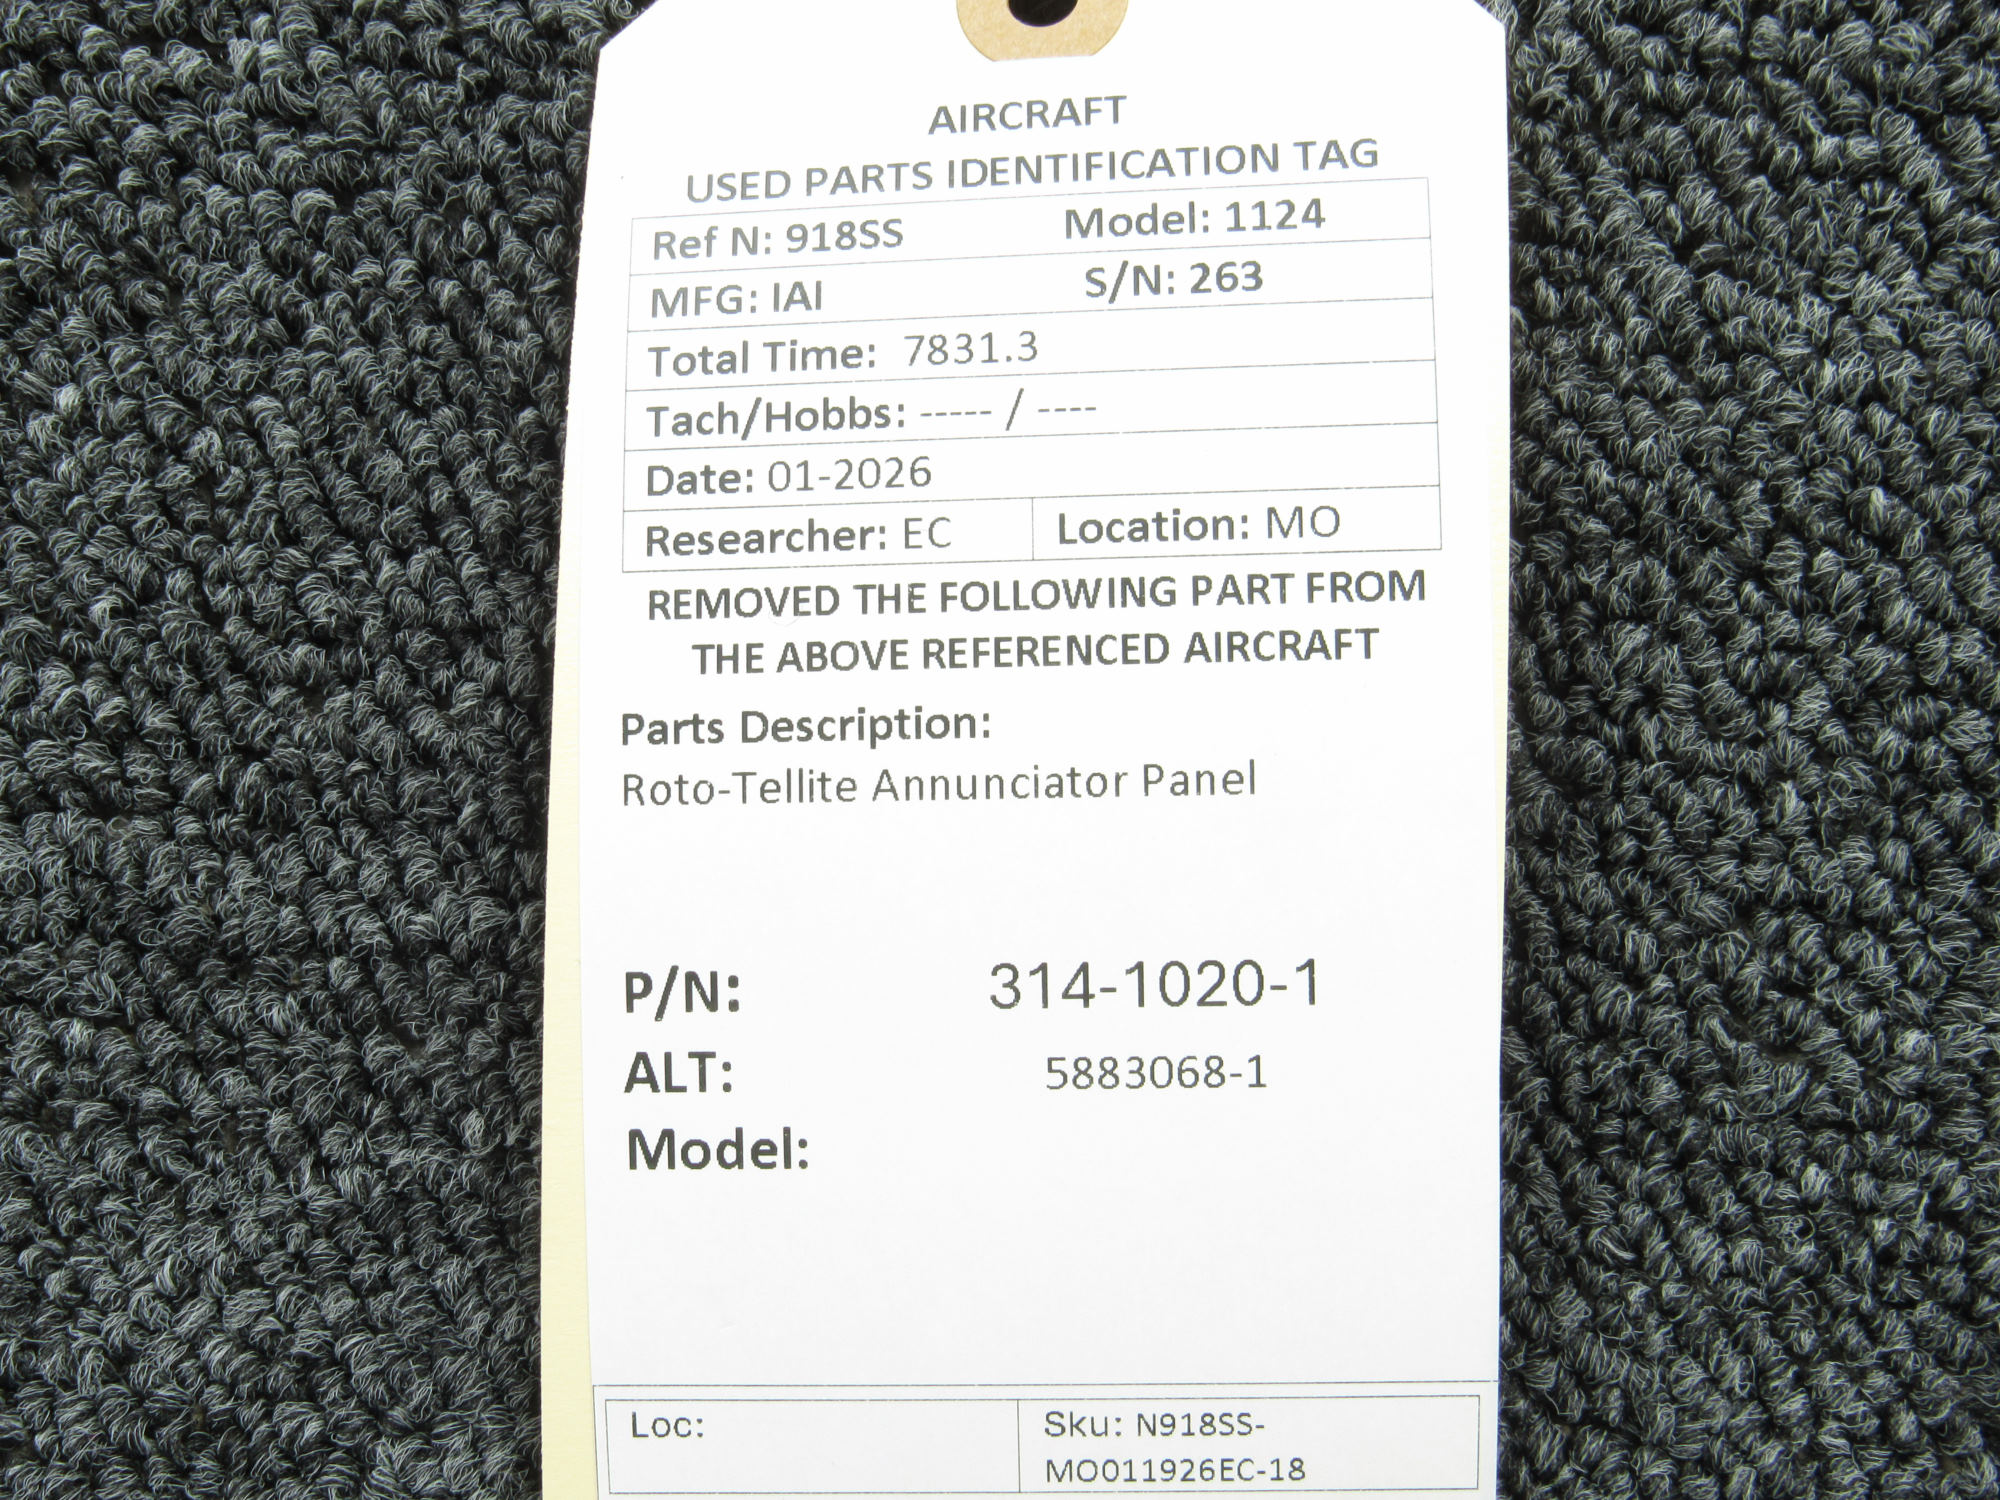 AIRCRAFT
USED PARTS IDENTIFICATION TAG
Ref N: 918SS Model: 1124
MFG: IAI S/N: 263
Total Time: 7831.3
Tach/Hobbs: ----- / ----
Date: 01-2026
Researcher: EC Location: MO
REMOVED THE FOLLOWING PART FROM
THE ABOVE REFERENCED AIRCRAFT
Parts Description:
Roto-Tellite Annunciator Panel
P/N: 314-1020-1
ALT: 5883068-1
Model:
Loc: Sku: N918SS-
MO011926EC-18